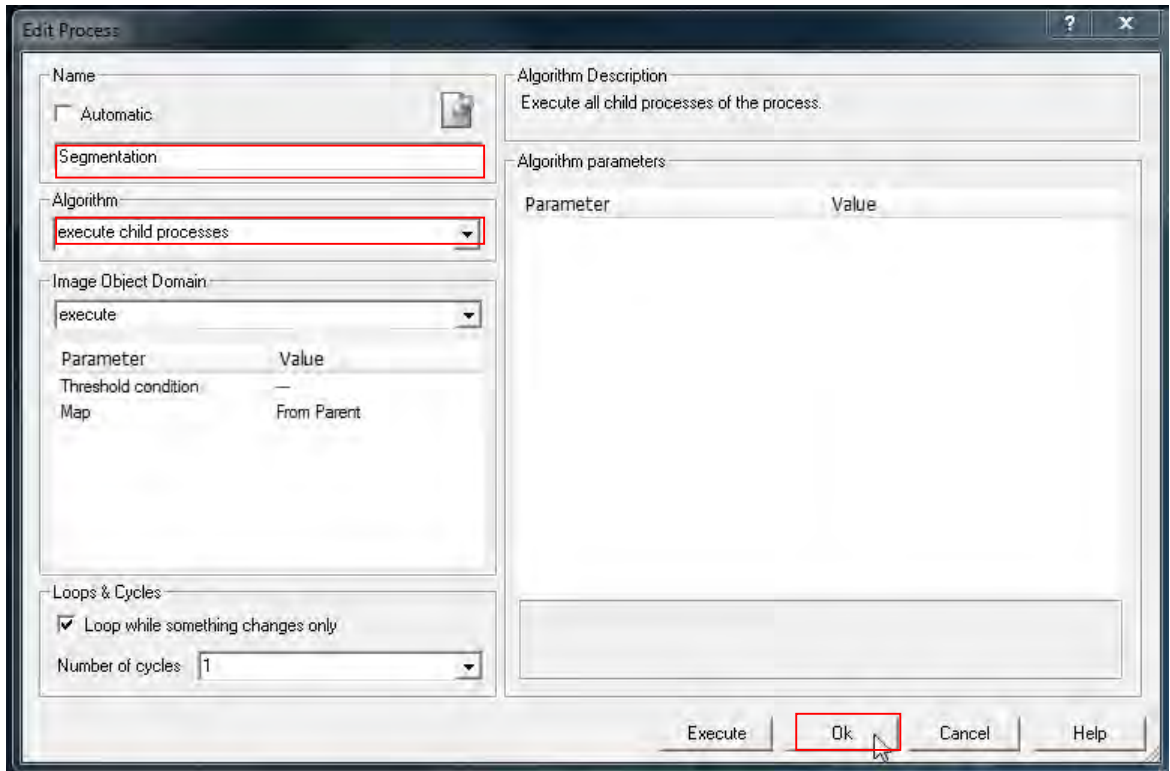 Edit Process
? X
Name
Automatic
Segmentation
Algorithm
execute child processes
Image Object Domain
execute
Parameter Value
Threshold condition —
Map From Parent
Loops & Cycles
Loop while something changes only
Number of cycles 1
Algorithm Description
Execute all child processes of the process.
Algorithm parameters
Parameter Value
Execute Ok Cancel Help